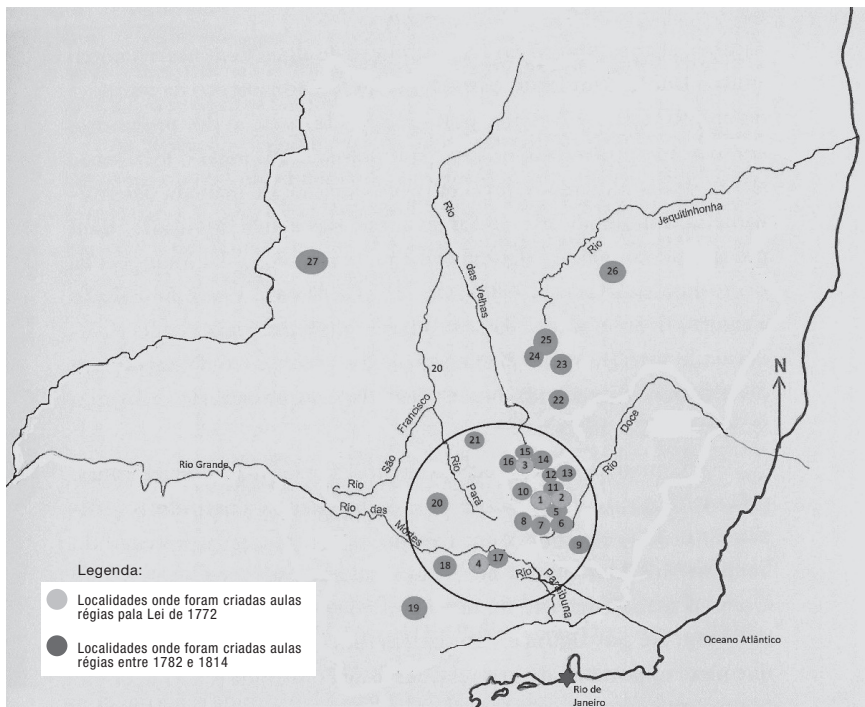 Rio
Jequitinhonha
Rio
das Velhas
27
26
25
24
23
22
20
São Francisco
Rio
Rio Doce
N
Rio Grande
21
15
16
3
14
12
13
Rio Pará
10
11
1
2
20
5
8
7
6
9
Rio das Mortes
17
18
4
Rio Paraibuna
19
Legenda:
Localidades onde foram criadas aulas
régias pala Lei de 1772
Localidades onde foram criadas aulas
régias entre 1782 e 1814
Oceano Atlântico
Rio de
Janeiro